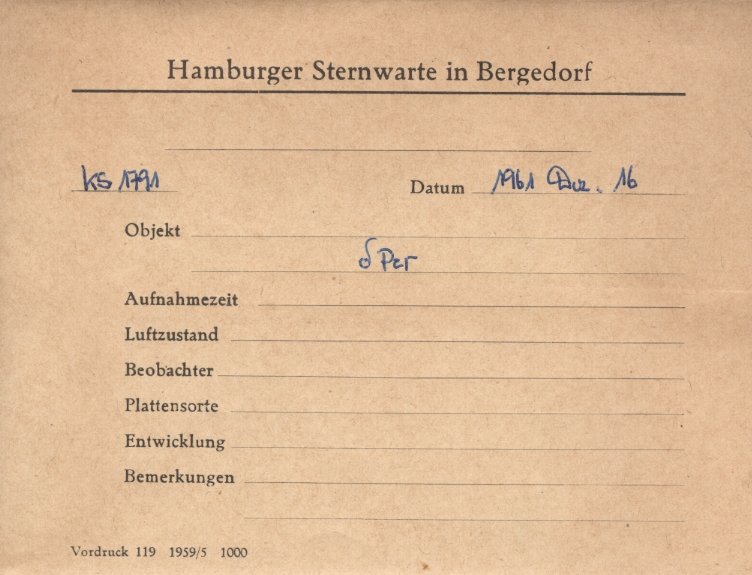 Hamburger Sternwarte in Bergedorf
KS 1791 Datum 1961 Dez. 16
Objekt
δ Per
Aufnahmezeit
Luftzustand
Beobachter
Plattensorte
Entwicklung
Bemerkungen
Vordruck 119 1959/5 1000